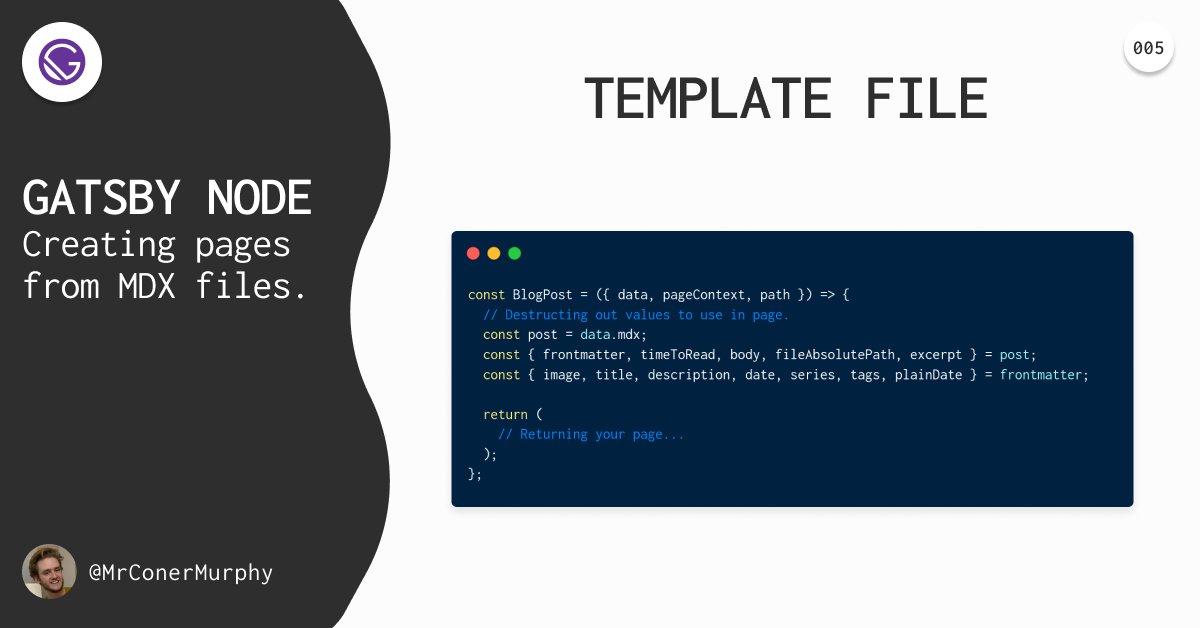 005
TEMPLATE FILE
GATSBY NODE
Creating pages
from MDX files.
const BlogPost = ({ data, pageContext, path }) => {
  // Destructing out values to use in page.
  const post = data.mdx;
  const { frontmatter, timeToRead, body, fileAbsolutePath, excerpt } = post;
  const { image, title, description, date, series, tags, plainDate } = frontmatter;

  return (
    // Returning your page...
  );
};
@MrConerMurphy